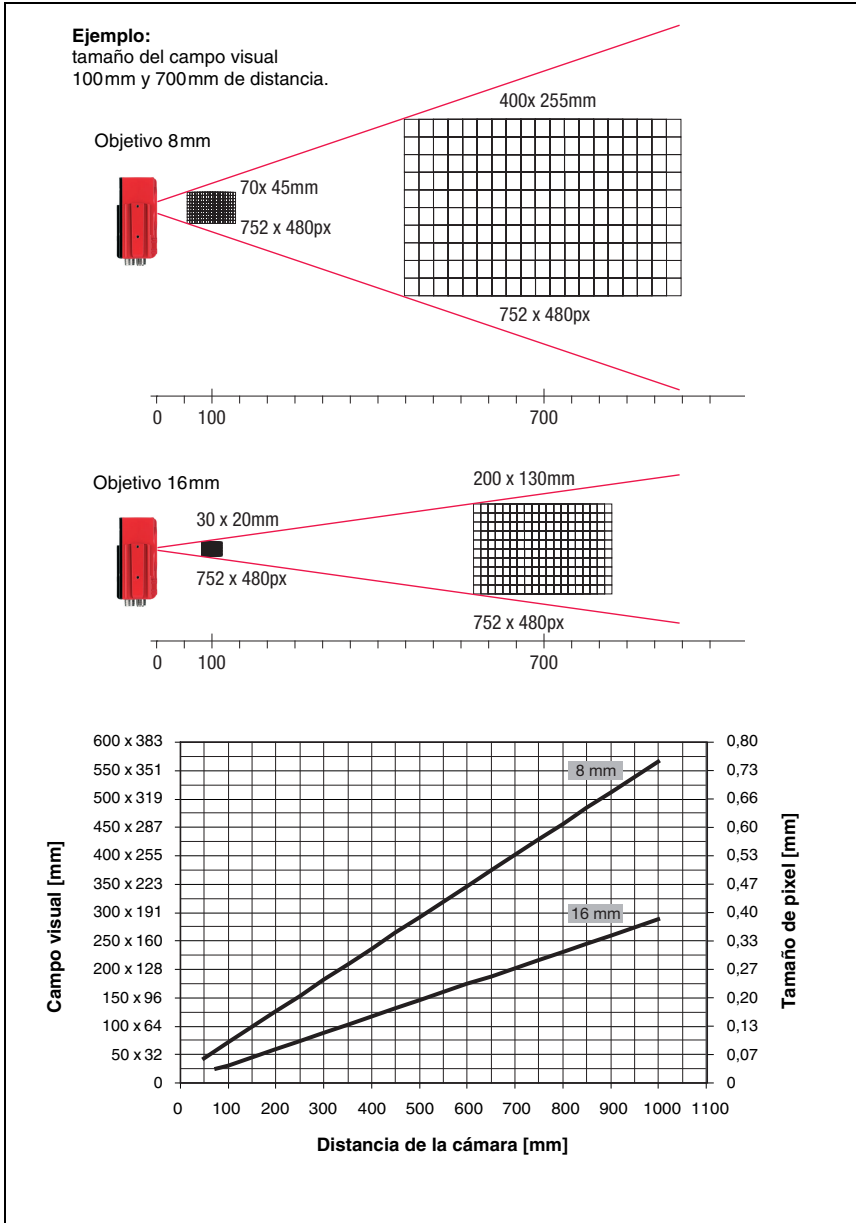 Ejemplo:
tamaño del campo visual
100mm y 700mm de distancia.
400x 255mm
Objetivo 8mm
70x 45mm
752 x 480px
752 x 480px
0 100 700
Objetivo 16mm
200 x 130mm
30 x 20mm
752 x 480px
752 x 480px
0 100 700
600 x 383 0,80
550 x 351 8 mm 0,73
500 x 319 0,66
450 x 287 0,60
400 x 255 0,53
350 x 223 0,47
300 x 191 16 mm 0,40
250 x 160 0,33
200 x 128 0,27
150 x 96 0,20
100 x 64 0,13
50 x 32 0,07
0 0
Campo visual [mm]
Tamaño de pixel [mm]
0 100 200 300 400 500 600 700 800 900 1000 1100
Distancia de la cámara [mm]